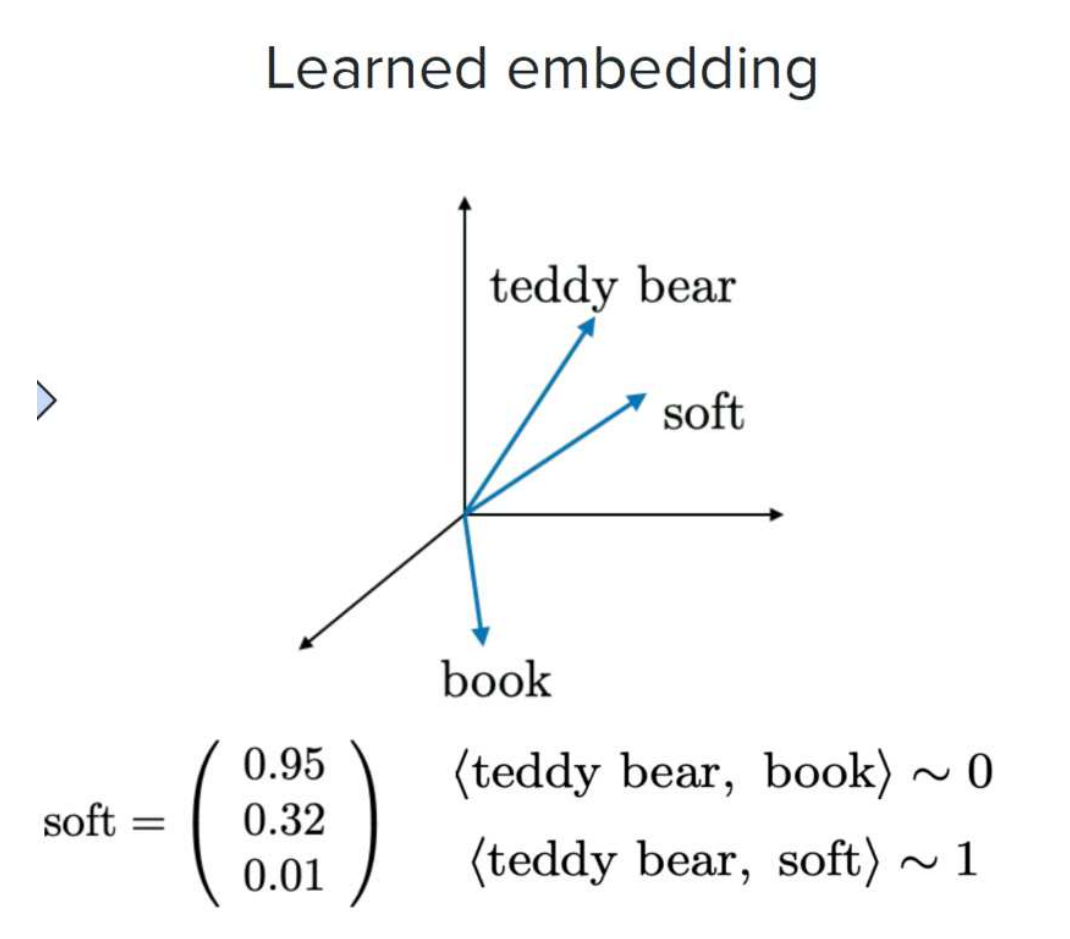 Learned embedding
teddy bear
soft
book
soft =
0.95
0.32
0.01
⟨teddy bear, book⟩ ∼ 0
⟨teddy bear, soft⟩ ∼ 1